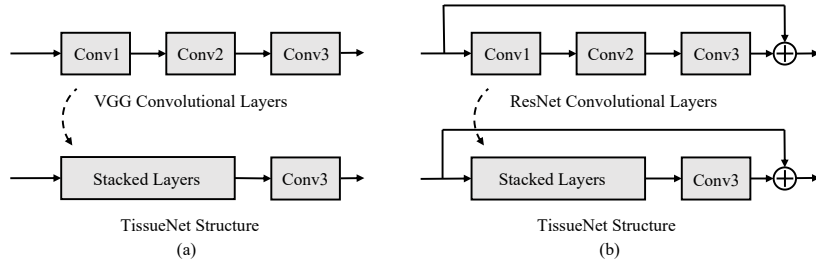 Conv1 Conv2 Conv3
VGG Convolutional Layers
Stacked Layers Conv3
TissueNet Structure
(a)
Conv1 Conv2 Conv3
ResNet Convolutional Layers
Stacked Layers Conv3
TissueNet Structure
(b)